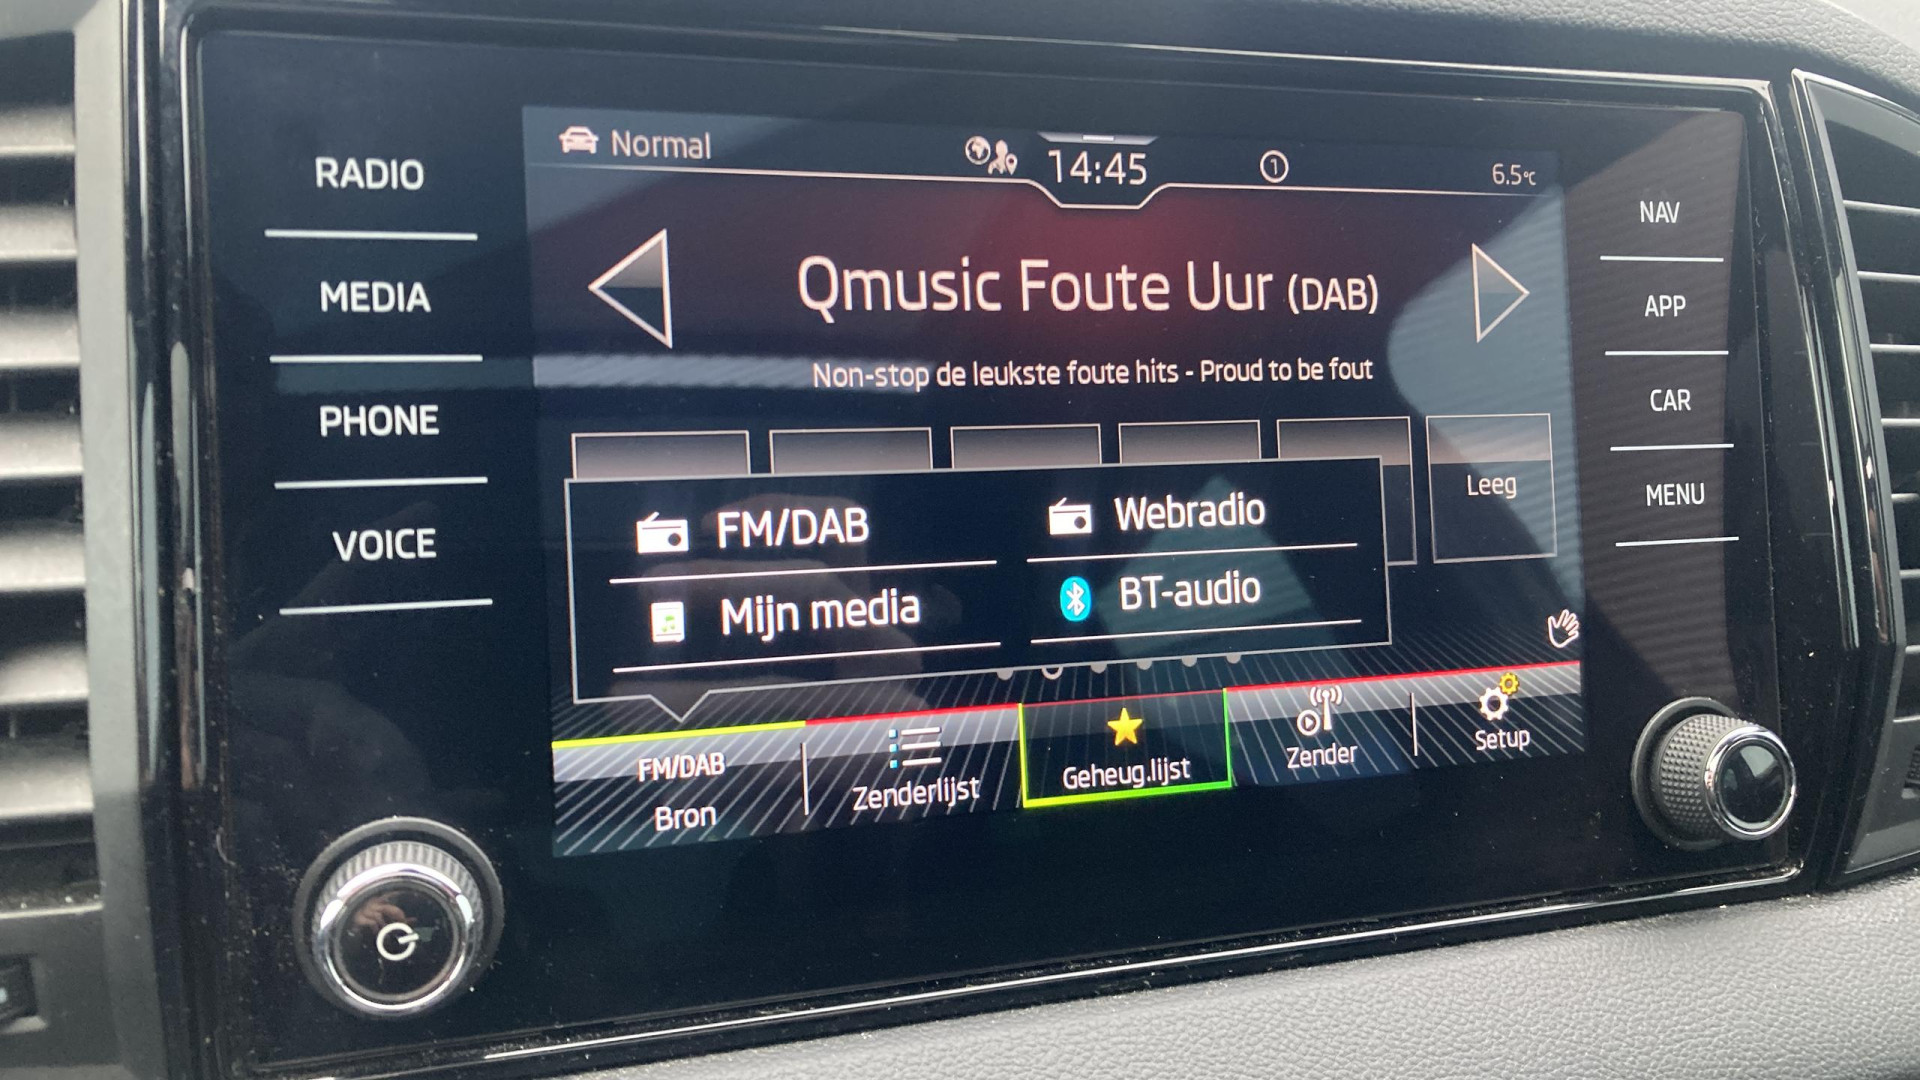 RADIO
MEDIA
PHONE
VOICE
Normal
14:45
1
6.5°C
Qmusic Foute Uur (DAB)
Non-stop de leukste foute hits - Proud to be fout
Leeg
FM/DAB
Webradio
Mijn media
BT-audio
FM/DAB
Bron
Zenderlijst
Geheug.lijst
Zender
Setup
NAV
APP
CAR
MENU